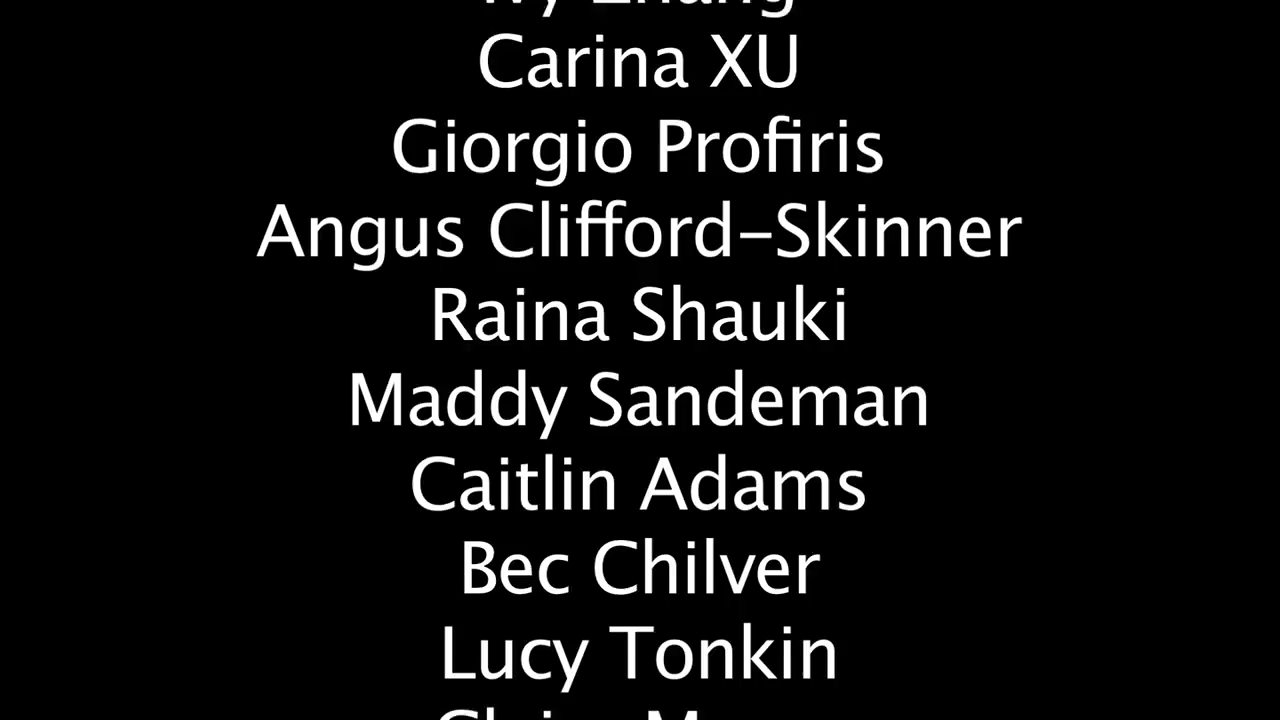 Carina XU
Giorgio Profiris
Angus Clifford-Skinner
Raina Shauki
Maddy Sandeman
Caitlin Adams
Bec Chilver
Lucy Tonkin